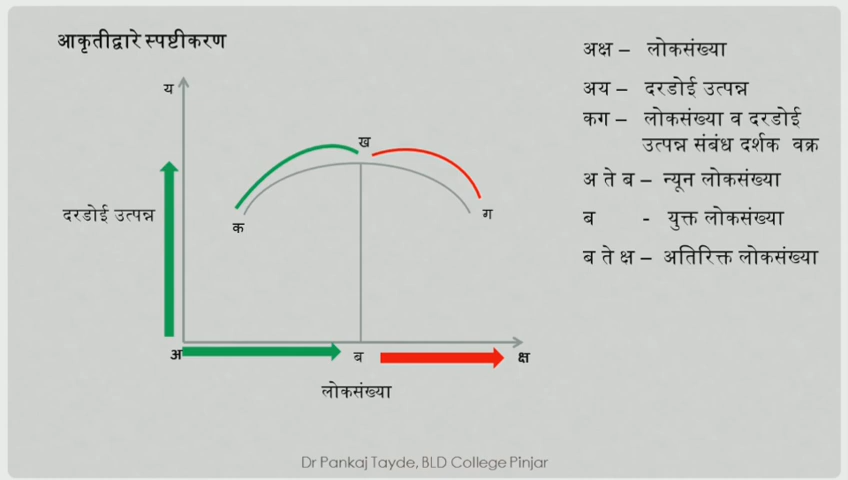 आकृतीद्वारे स्पष्टीकरण
य
ख
दरडोई उत्पन्न
क
ग
अ
ब
क्ष
लोकसंख्या
अक्ष – लोकसंख्या
अय – दरडोई उत्पन्न
कग – लोकसंख्या व दरडोई
उत्पन्न संबंध दर्शक वक्र
अ ते ब – न्यून लोकसंख्या
ब - युक्त लोकसंख्या
ब ते क्ष – अतिरिक्त लोकसंख्या
Dr Pankaj Tayde, BLD College Pinjar